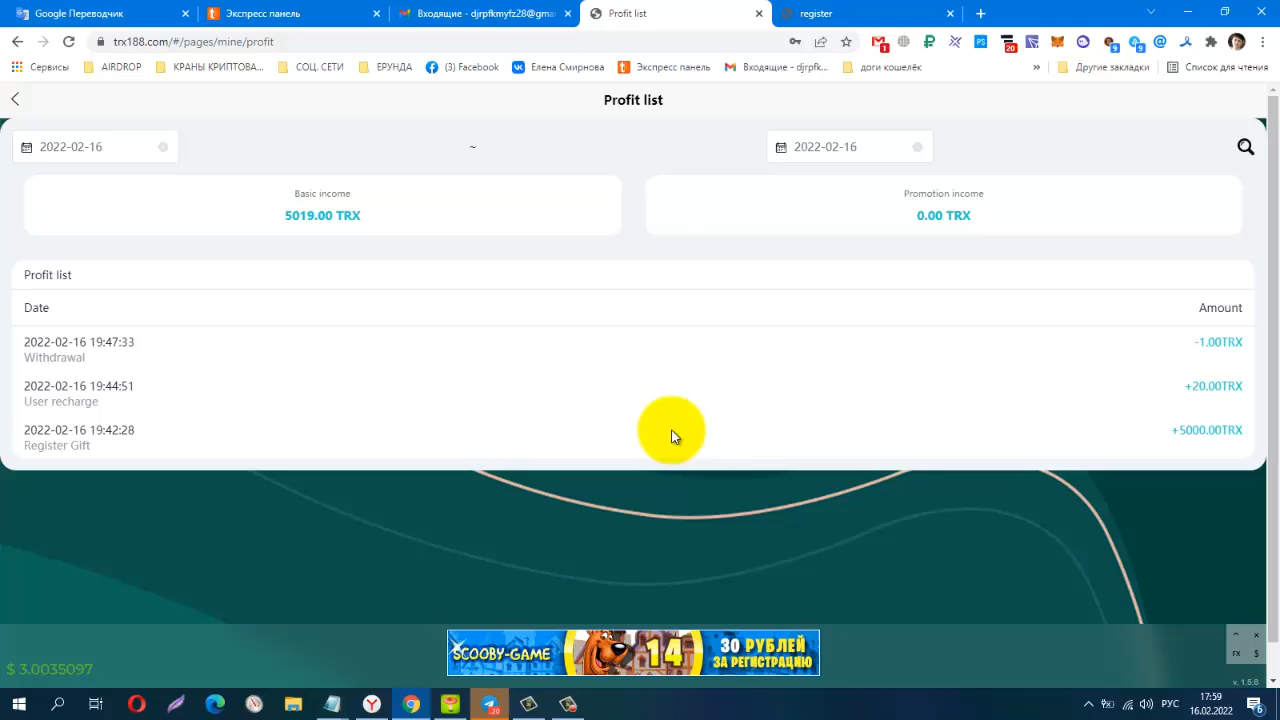 Google Переводчик
Экспресс панель
Входящие - djrpfkmyfz28@gma
Profit list
register
trx188.com/#/pages/mine/profit
Сервисы
AIRDROP
КРАНЫ КРИПТОВА...
СОЦ. СЕТИ
ЕРУНДА
(3) Facebook
Елена Смирнова
Экспресс панель
Входящие - djrpfk...
доги кошелёк
»
Другие закладки
Список для чтения
Profit list
2022-02-16
~
2022-02-16
Basic income
5019.00 TRX
Promotion income
0.00 TRX
Profit list
Date
Amount
2022-02-16 19:47:33
-1.00TRX
Withdrawal
2022-02-16 19:44:51
+20.00TRX
User recharge
2022-02-16 19:42:28
+5000.00TRX
Register Gift
SCOOBY-GAME
14
30 РУБЛЕЙ
ЗА РЕГИСТРАЦИЮ
FX
$
$ 3.0035097
v. 1.5.6
РУС
17:59
16.02.2022